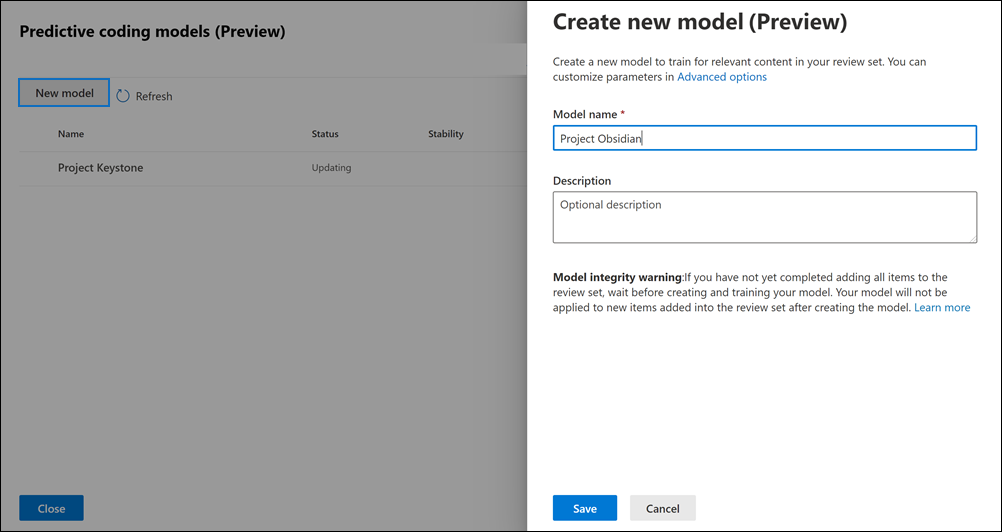 Predictive coding models (Preview)
New model
Refresh
Name Status Stability
Project Keystone Updating
Close
Create new model (Preview)
Create a new model to train for relevant content in your review set. You can
customize parameters in Advanced options
Model name *
Project Obsidian
Description
Optional description
Model integrity warning:If you have not yet completed adding all items to the
review set, wait before creating and training your model. Your model will not be
applied to new items added into the review set after creating the model. Learn more
Save Cancel